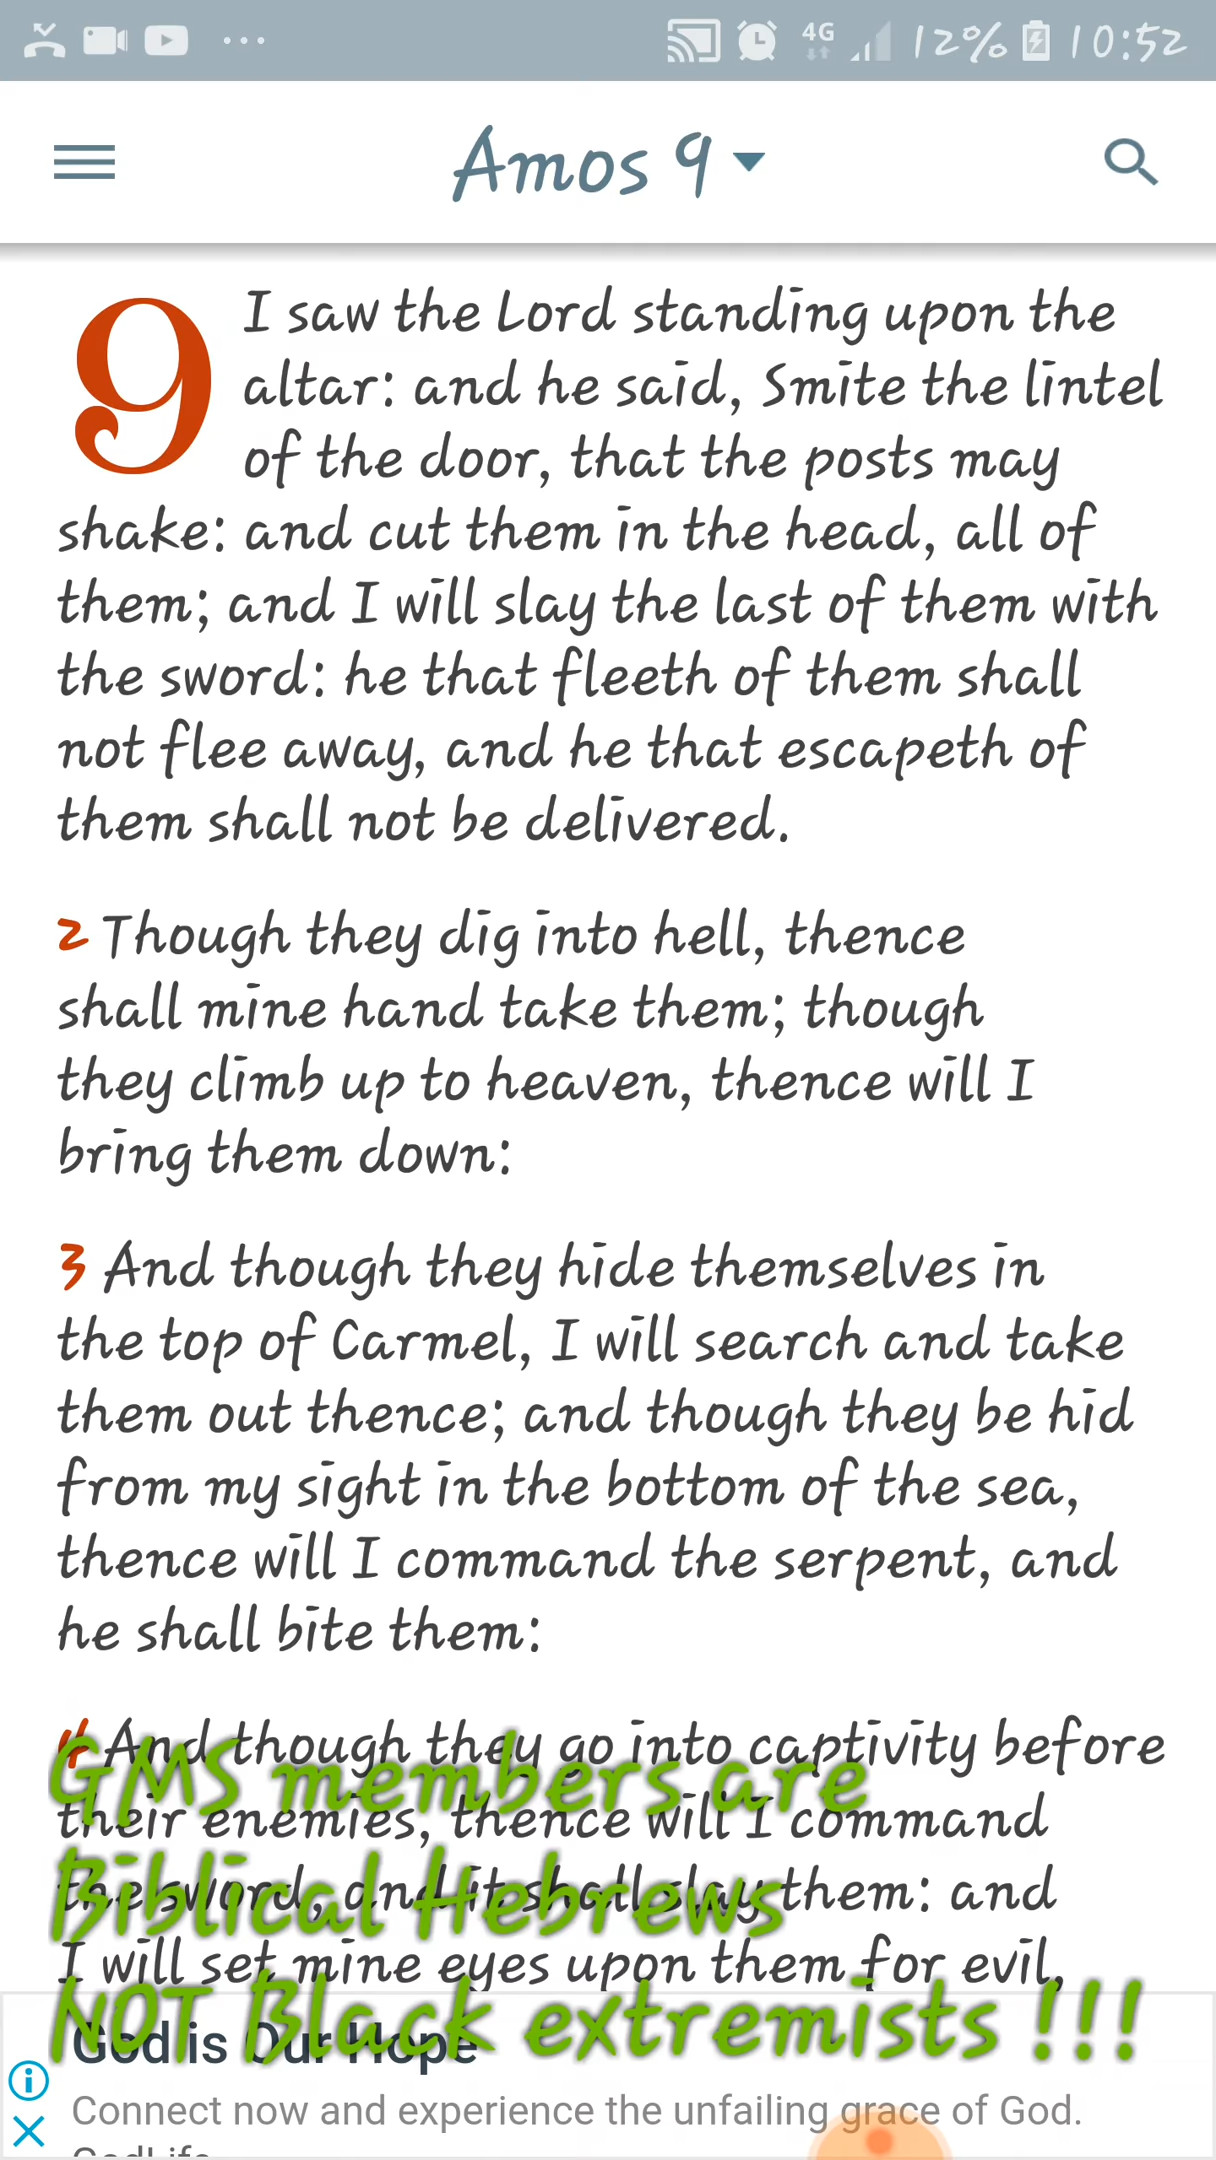 4G 12% 10:52
Amos 9
9 I saw the Lord standing upon the
altar: and he said, Smite the lintel
of the door, that the posts may
shake: and cut them in the head, all of
them; and I will slay the last of them with
the sword: he that fleeth of them shall
not flee away, and he that escapeth of
them shall not be delivered.
2 Though they dig into hell, thence
shall mine hand take them; though
they climb up to heaven, thence will I
bring them down:
3 And though they hide themselves in
the top of Carmel, I will search and take
them out thence; and though they be hid
from my sight in the bottom of the sea,
thence will I command the serpent, and
he shall bite them:
4 And though they go into captivity before
GMS members are
their enemies, thence will I command
Biblical Hebrews
the sword, and it shall slay them: and
I will set mine eyes upon them for evil,
NOT Black extremists !!!
God is Our Hope
Connect now and experience the unfailing grace of God.
GodLife